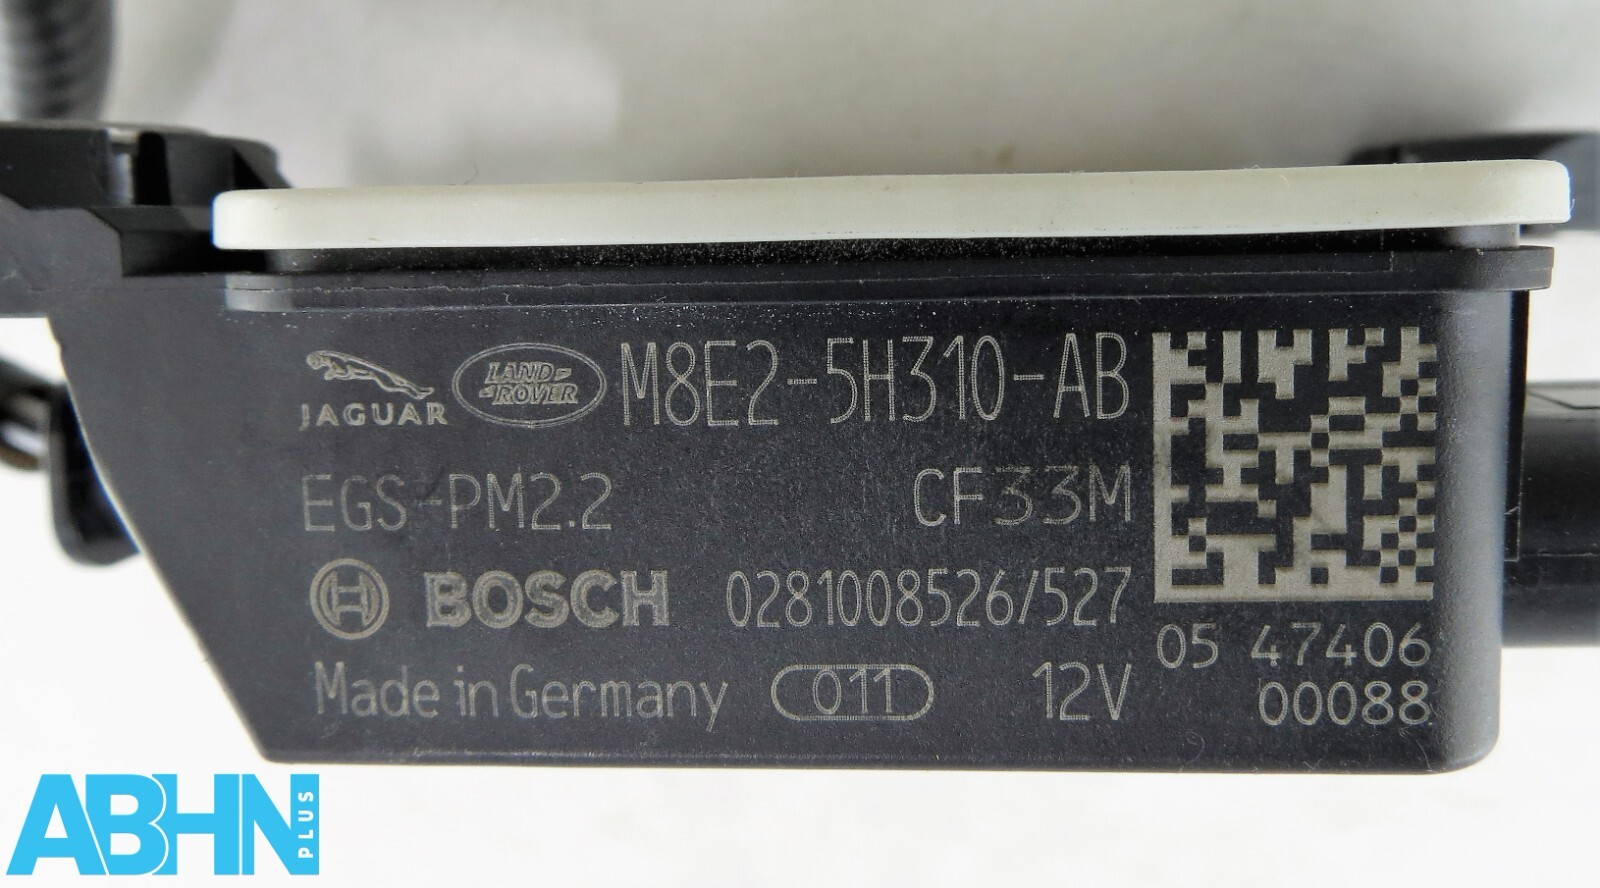 JAGUAR LAND-ROVER M8E2-5H310-AB
EGS-PM2.2 CF33M
BOSCH 0281008526/527
05 47406
Made in Germany 011 12V
00088
ABHN PLUS